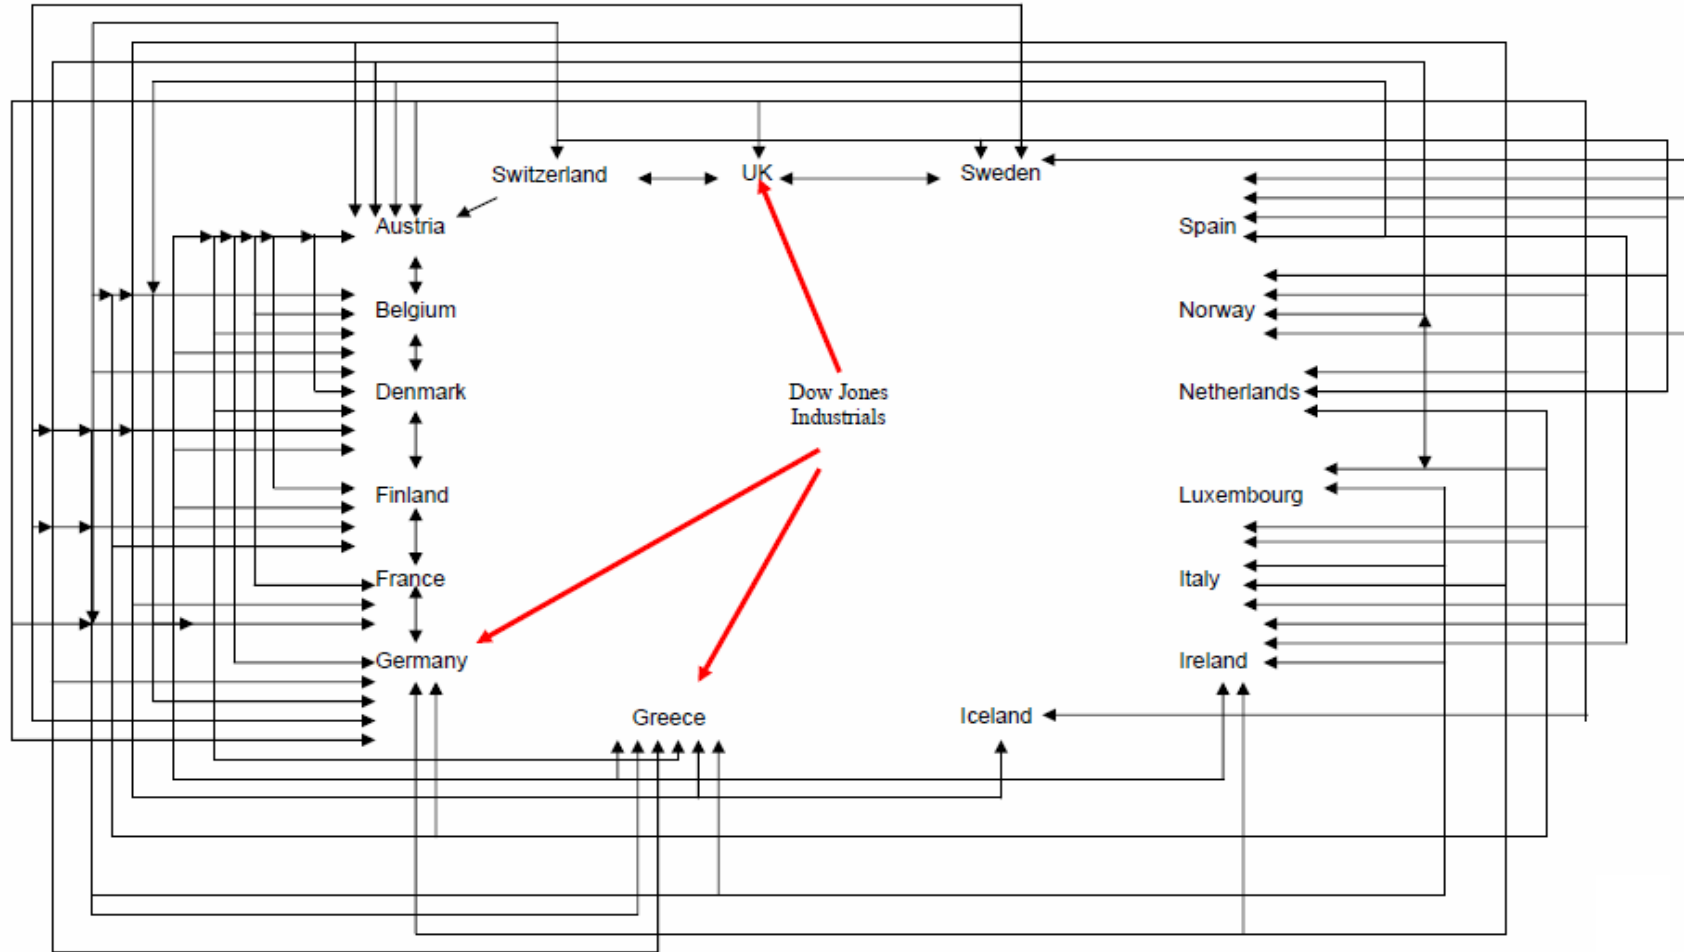 Switzerland
UK
Sweden
Austria
Spain
Belgium
Norway
Denmark
Dow Jones
Industrials
Netherlands
Finland
Luxembourg
France
Italy
Germany
Ireland
Greece
Iceland